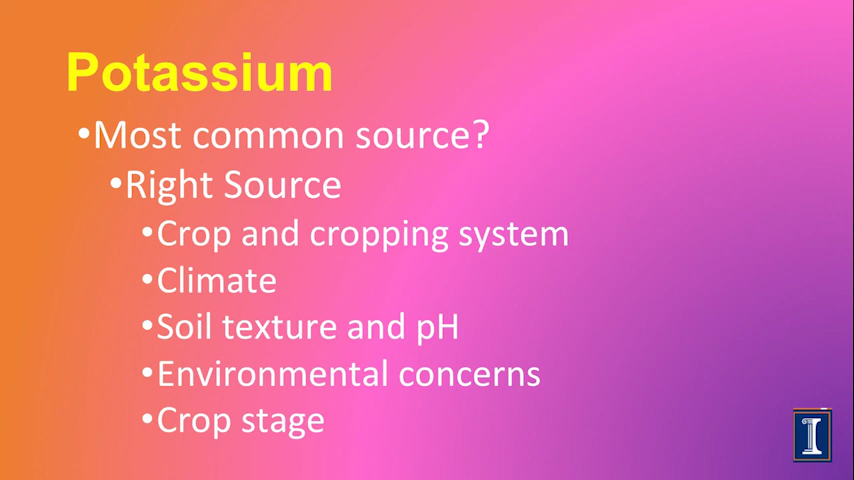 Potassium
•Most common source?
•Right Source
•Crop and cropping system
•Climate
•Soil texture and pH
•Environmental concerns
•Crop stage
I